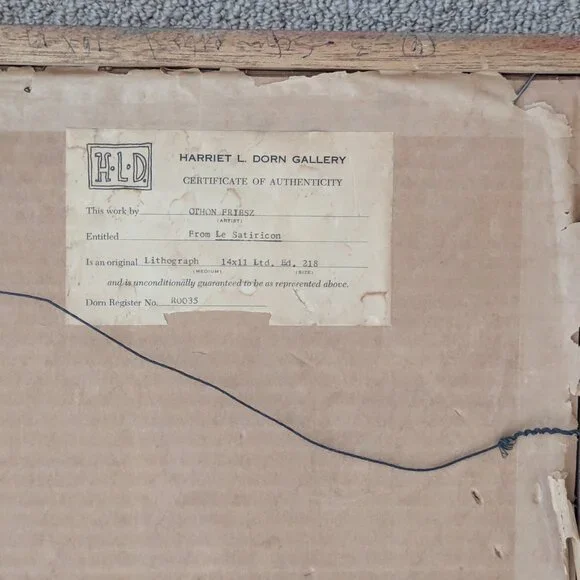 H·L·D·
HARRIET L. DORN GALLERY
CERTIFICATE OF AUTHENTICITY
This work by OTHON FRIESZ
(ARTIST)
Entitled From Le Satiricon
Is an original Lithograph 14x11 Ltd. Ed. 218
(MEDIUM) (SIZE)
and is unconditionally guaranteed to be as represented above.
Dorn Register No. R0035